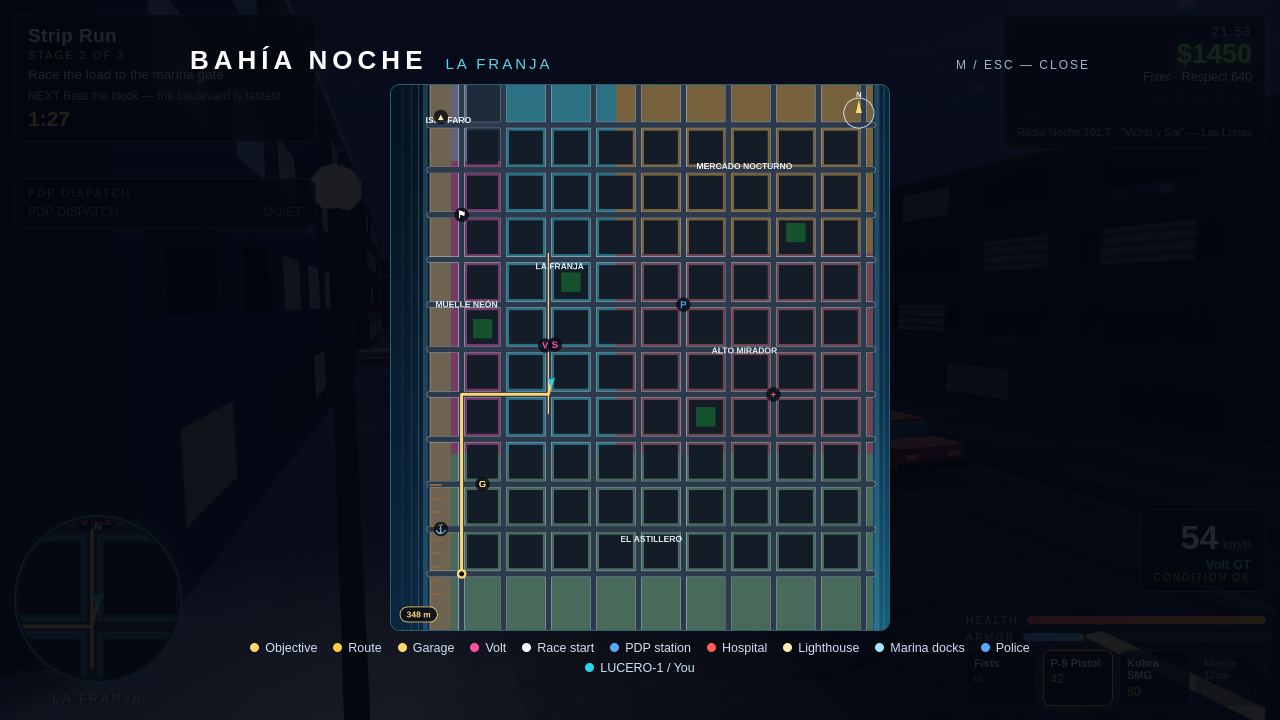 Strip Run
STAGE 2 OF 3
Race the load to the marina gate
NEXT Beat the clock — the boulevard is fastest
1:27
PDP DISPATCH
PDP DISPATCH QUIET
BAHÍA NOCHE LA FRANJA
M / ESC — CLOSE
21:53
$1450
Fixer · Respect 640
Radio Noche 101.7 · "Vidrio y Sal" — Las Lunas
N
FARO
MERCADO NOCTURNO
LA FRANJA
MUELLE NEÓN
P
V S
ALTO MIRADOR
+
G
EL ASTILLERO
348 m
Objective Route Garage Volt Race start PDP station Hospital Lighthouse Marina docks Police
LUCERO-1 / You
N
LA FRANJA
54 km/h
Volt GT
CONDITION OK
HEALTH
ARMOR
Fists
∞
P-9 Pistol
42
Kobra SMG
80
Muelle 12ga